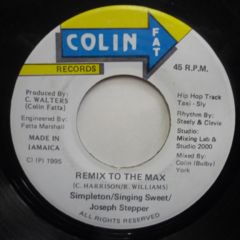 COLIN
FAT
RECORDS
45 R.P.M.
Produced By:
C. WALTERS
(Colin Fatta)
Engineered By:
Fatta Marshall
MADE IN
JAMAICA
C (P) 1995
Hip Hop Track
Taxi - Sly
Rhythm By:
Steely & Clevie
Studio:
Mixing Lab &
Studio 2000
Mixed By:
Colin (Bulby)
York
REMIX TO THE MAX
(C. HARRISON/R. WILLIAMS)
Simpleton/Singing Sweet/
Joseph Stepper
ALL RIGHTS RESERVED